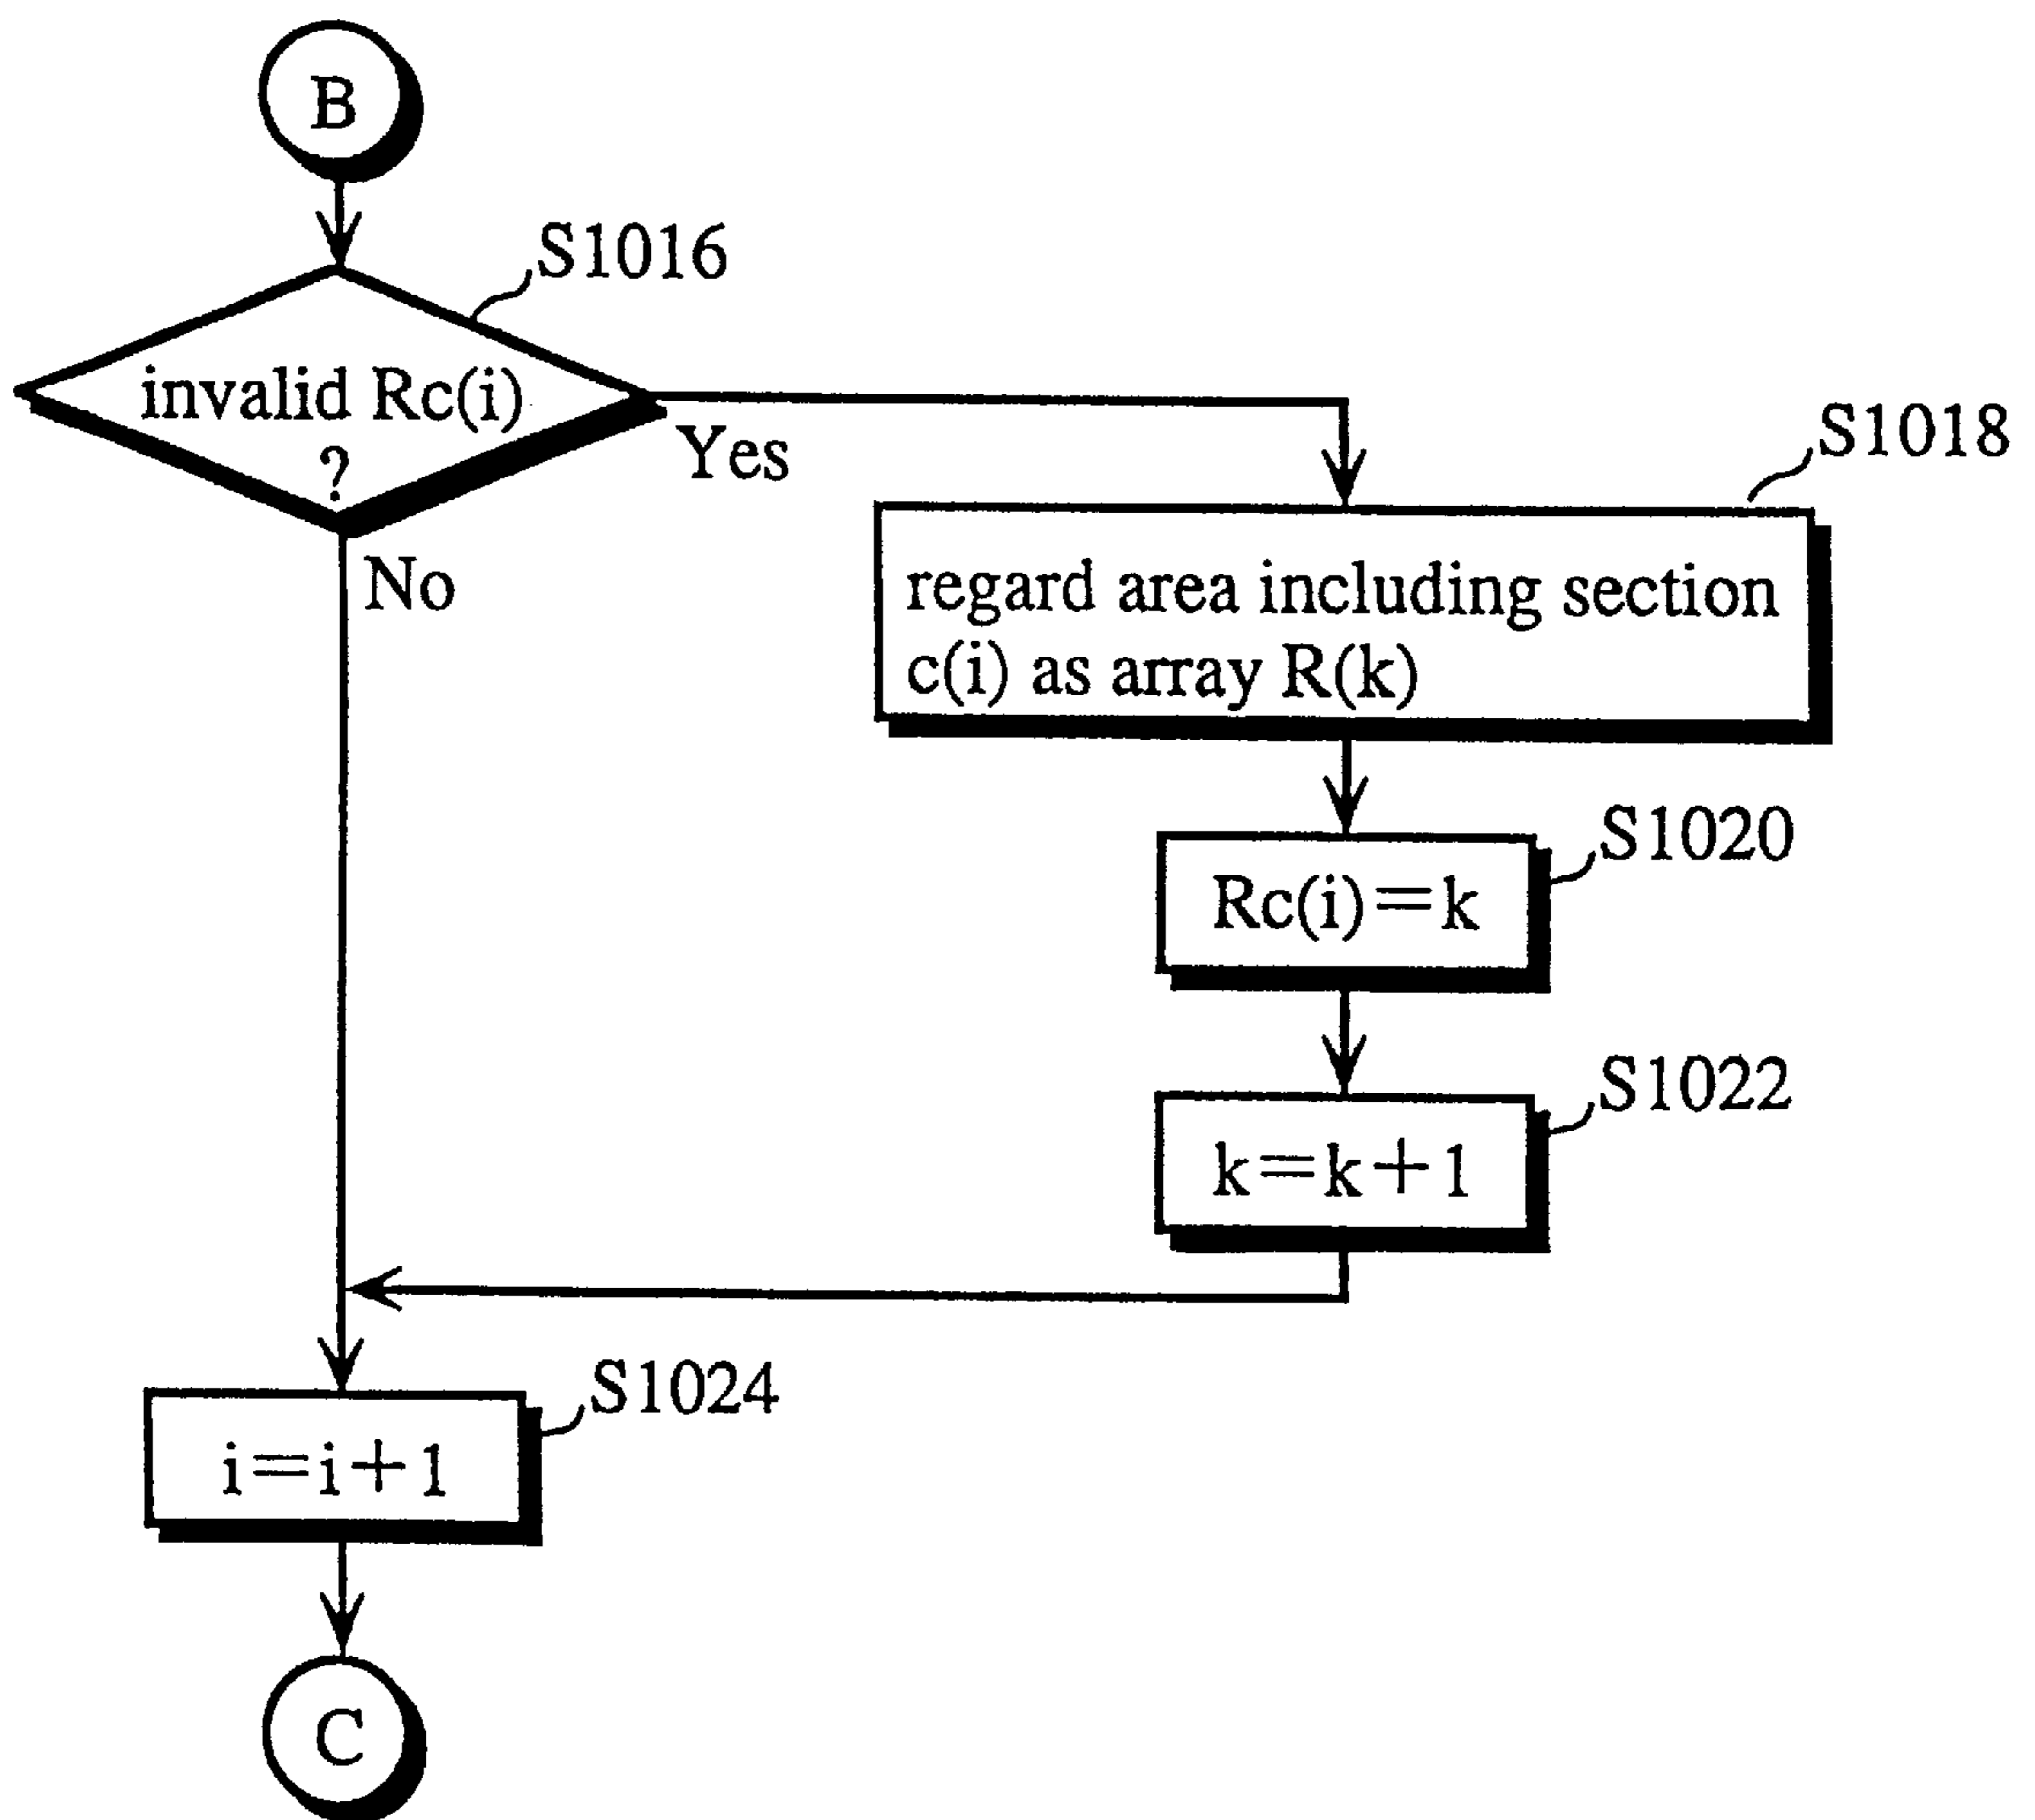 B
S1016
invalid Rc(i)
?
Yes
No
S1018
regard area including section
c(i) as array R(k)
S1020
Rc(i)=k
S1022
k=k+1
S1024
i=i+1
C